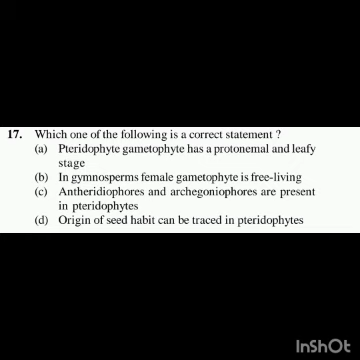 17. Which one of the following is a correct statement ?
(a) Pteridophyte gametophyte has a protonemal and leafy
stage
(b) In gymnosperms female gametophyte is free-living
(c) Antheridiophores and archegoniophores are present
in pteridophytes
(d) Origin of seed habit can be traced in pteridophytes
InShOt